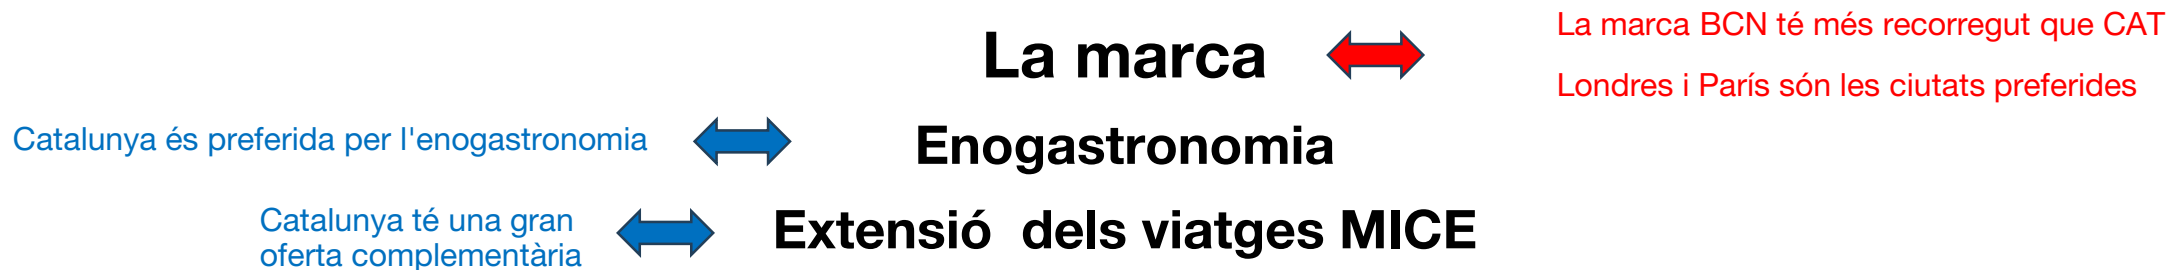 La marca
La marca BCN té més recorregut que CAT
Londres i París són les ciutats preferides
Catalunya és preferida per l'enogastronomia
Enogastronomia
Catalunya té una gran
oferta complementària
Extensió dels viatges MICE